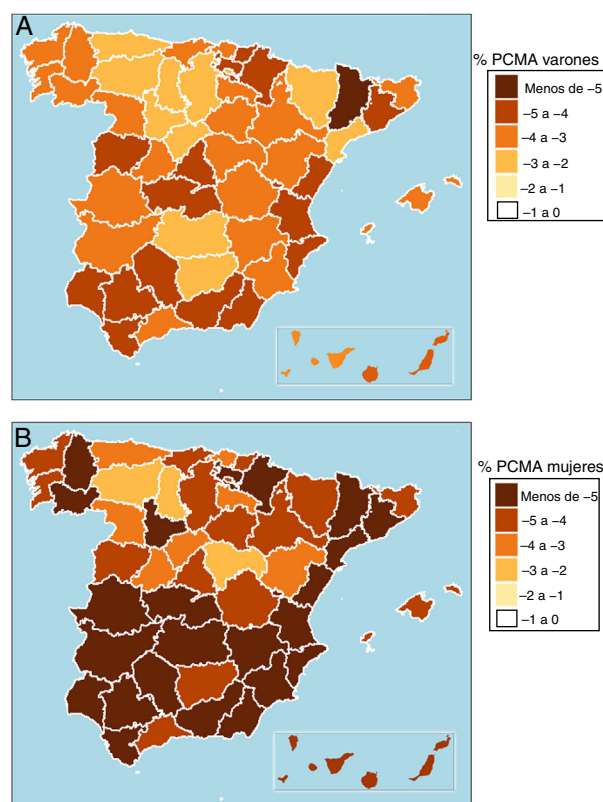 A
% PCMA varones
Menos de −5
−5 a −4
−4 a −3
−3 a −2
−2 a −1
−1 a 0
B
% PCMA mujeres
Menos de −5
−5 a −4
−4 a −3
−3 a −2
−2 a −1
−1 a 0